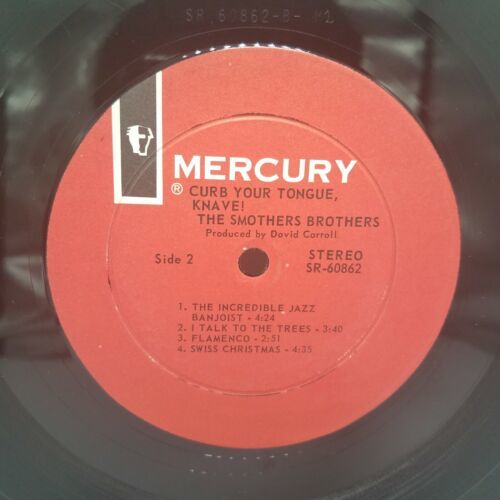 SR 60862-B- M1
MERCURY
® CURB YOUR TONGUE,
KNAVE!
THE SMOTHERS BROTHERS
Produced by David Carroll
Side 2
STEREO
SR-60862
1. THE INCREDIBLE JAZZ
BANJOIST - 4:24
2. I TALK TO THE TREES - 3:40
3. FLAMENCO - 2:51
4. SWISS CHRISTMAS - 4:35